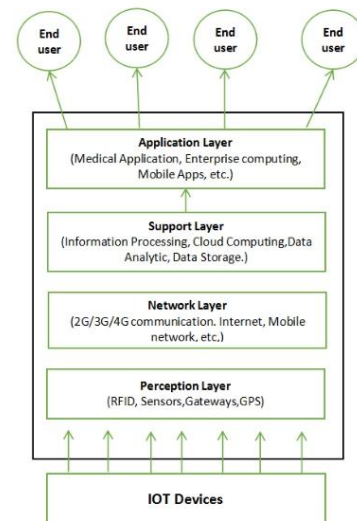 End
user
End
user
End
user
End
user
Application Layer
(Medical Application, Enterprise computing,
Mobile Apps, etc.)
Support Layer
(Information Processing, Cloud Computing,Data
Analytic, Data Storage.)
Network Layer
(2G/3G/4G communication. Internet, Mobile
network, etc.)
Perception Layer
(RFID, Sensors,Gateways,GPS)
IOT Devices